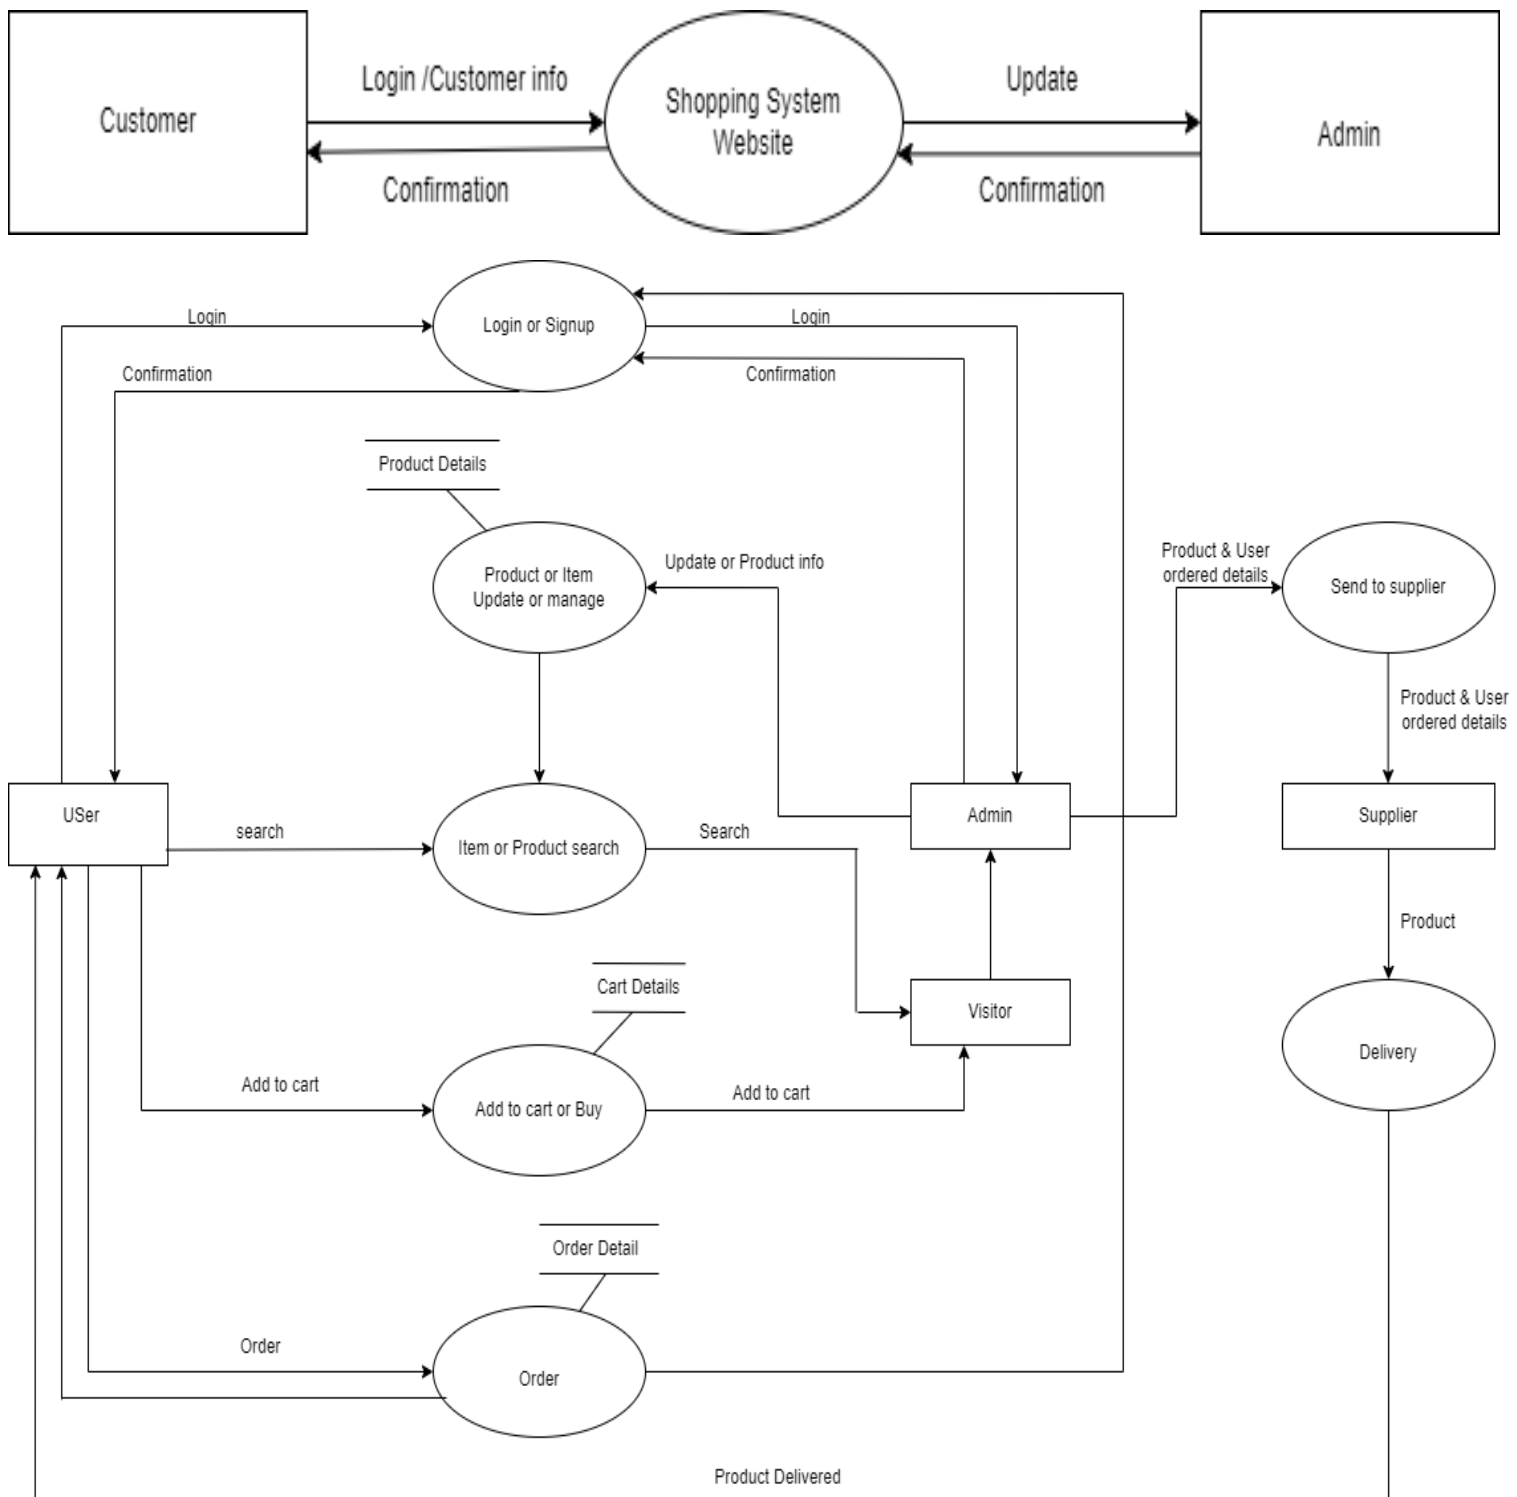 Login /Customer info
Update
Customer
Shopping System
Website
Admin
Confirmation
Confirmation
Login
Login or Signup
Login
Confirmation
Confirmation
Product Details
Product or Item
Update or manage
Update or Product info
Product & User
ordered details
Send to supplier
Product & User
ordered details
USer
search
Item or Product search
Search
Admin
Supplier
Product
Cart Details
Visitor
Delivery
Add to cart
Add to cart or Buy
Add to cart
Order Detail
Order
Order
Product Delivered